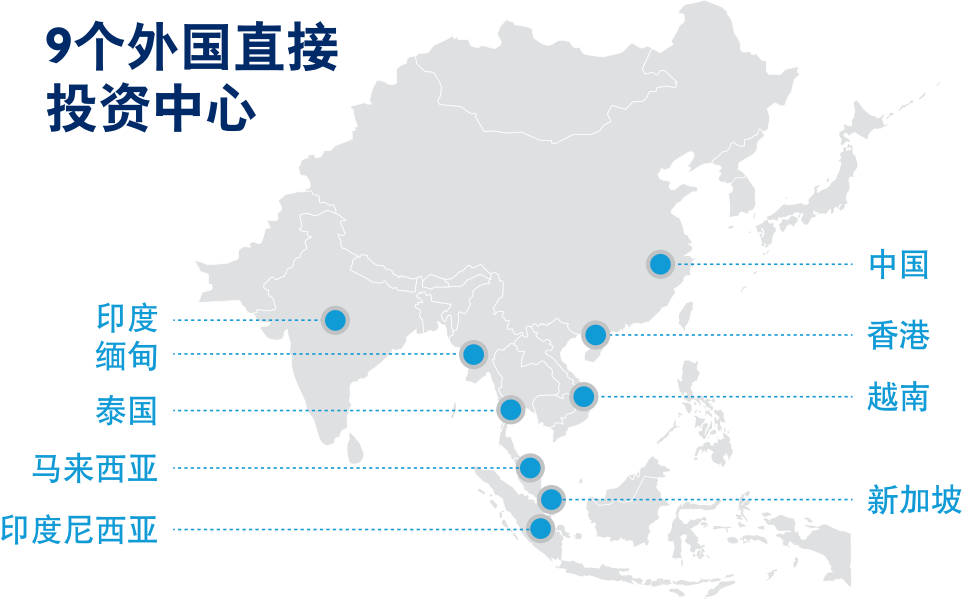 9个外国直接
投资中心
中国
印度
香港
缅甸
越南
泰国
马来西亚
新加坡
印度尼西亚